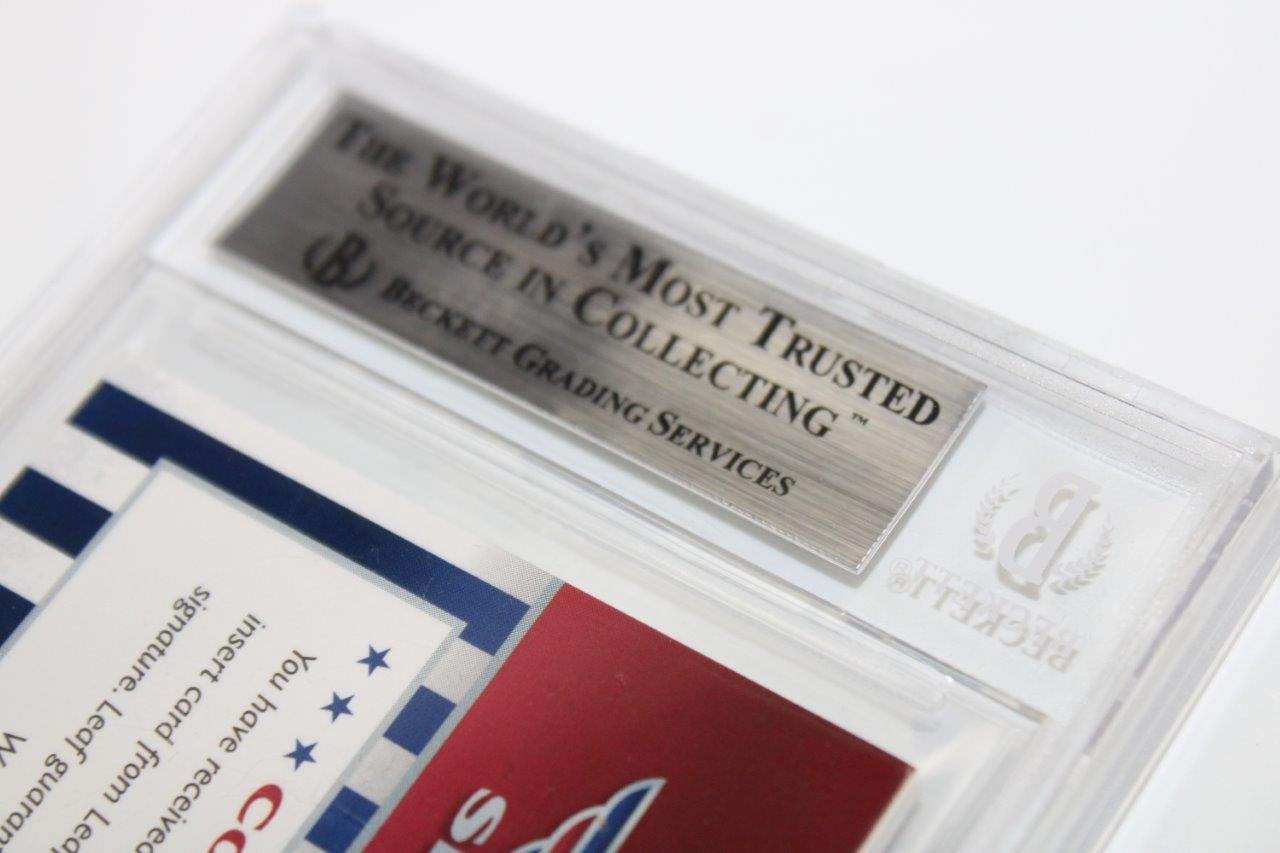 THE WORLD'S MOST TRUSTED
SOURCE IN COLLECTING™
B BECKETT GRADING SERVICES
B
BECKETT®
CO
You have received
insert card from Leaf
signature. Leaf guaran
W
S